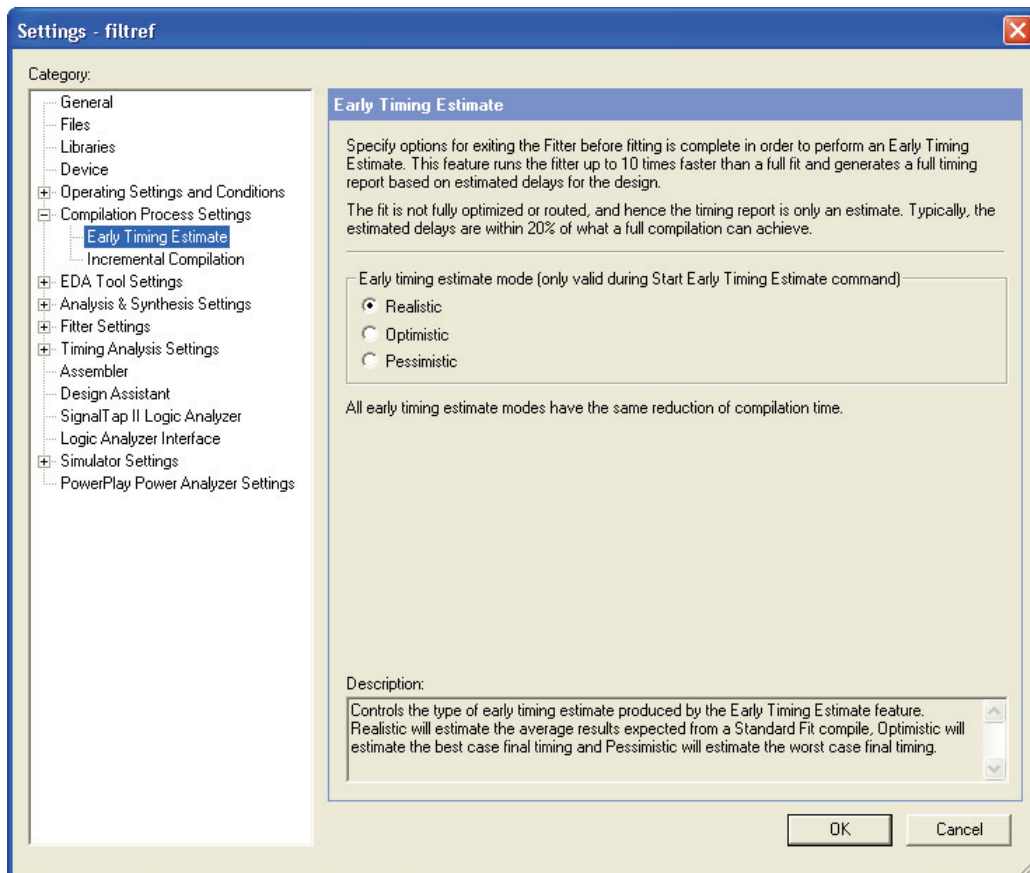 Settings - filtref
Category:
General
Files
Libraries
Device
Operating Settings and Conditions
Compilation Process Settings
Early Timing Estimate
Incremental Compilation
EDA Tool Settings
Analysis & Synthesis Settings
Fitter Settings
Timing Analysis Settings
Assembler
Design Assistant
SignalTap II Logic Analyzer
Logic Analyzer Interface
Simulator Settings
PowerPlay Power Analyzer Settings
Early Timing Estimate
Specify options for exiting the Fitter before fitting is complete in order to perform an Early Timing
Estimate. This feature runs the fitter up to 10 times faster than a full fit and generates a full timing
report based on estimated delays for the design.
The fit is not fully optimized or routed, and hence the timing report is only an estimate. Typically, the
estimated delays are within 20% of what a full compilation can achieve.
Early timing estimate mode (only valid during Start Early Timing Estimate command)
Realistic
Optimistic
Pessimistic
All early timing estimate modes have the same reduction of compilation time.
Description:
Controls the type of early timing estimate produced by the Early Timing Estimate feature.
Realistic will estimate the average results expected from a Standard Fit compile, Optimistic will
estimate the best case final timing and Pessimistic will estimate the worst case final timing.
OK
Cancel